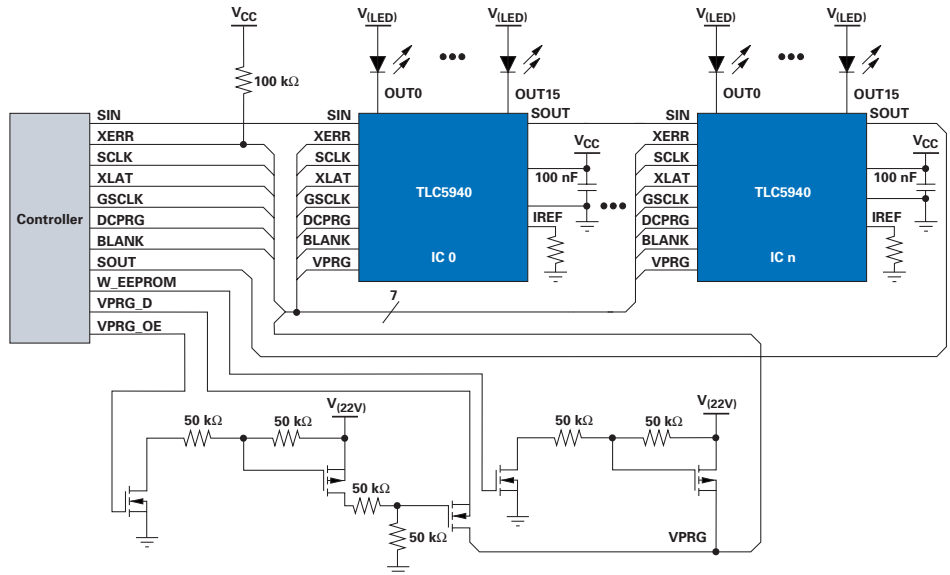 VCC
V(LED)
V(LED)
V(LED)
V(LED)
100 kΩ
OUT0
OUT15
OUT0
OUT15
SIN
SIN
SOUT
SIN
SOUT
XERR
XERR
XERR
VCC
VCC
SCLK
SCLK
SCLK
XLAT
XLAT
100 nF
XLAT
100 nF
TLC5940
TLC5940
GSCLK
GSCLK
GSCLK
Controller
DCPRG
DCPRG
IREF
DCPRG
IREF
BLANK
BLANK
BLANK
IC 0
IC n
SOUT
VPRG
VPRG
W_EEPROM
7
VPRG_D
VPRG_OE
V(22V)
V(22V)
50 kΩ
50 kΩ
50 kΩ
50 kΩ
50 kΩ
50 kΩ
VPRG